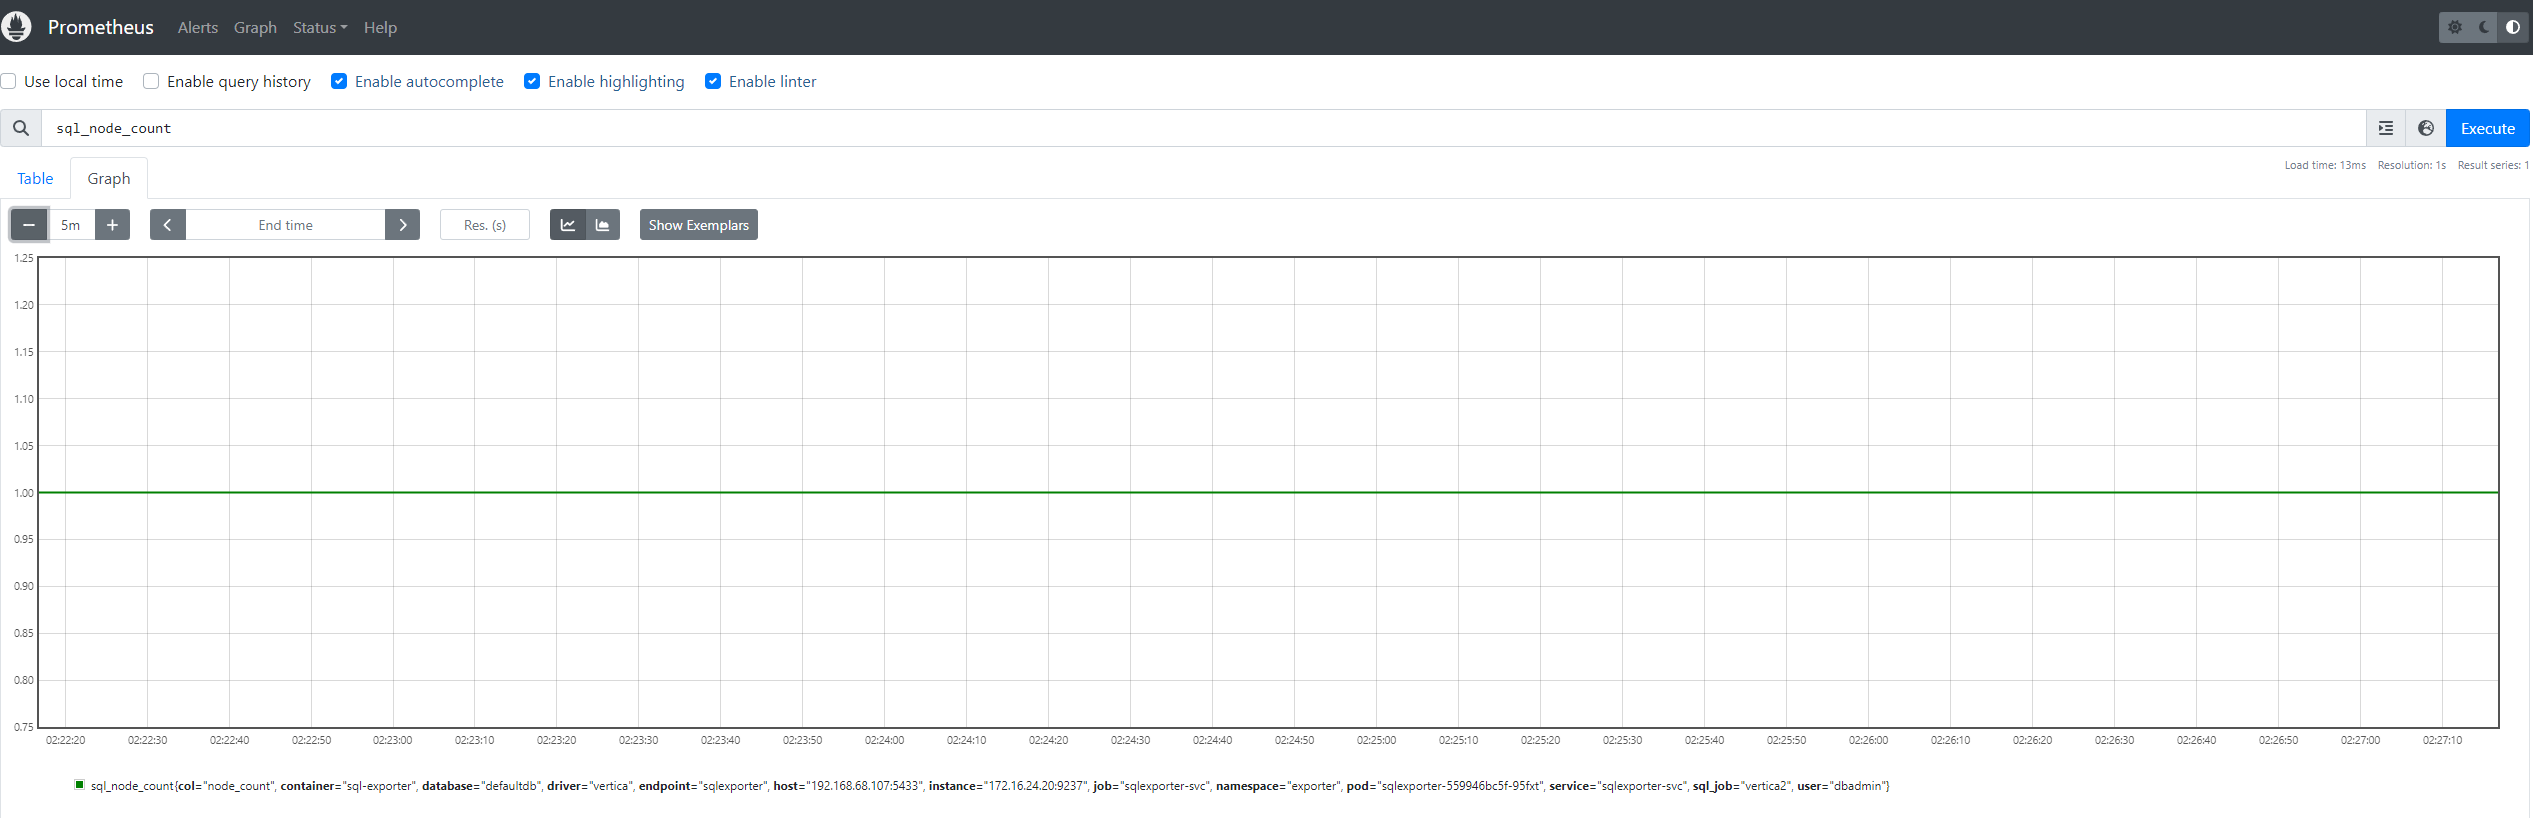 Prometheus Alerts Graph Status Help
Use local time Enable query history Enable autocomplete Enable highlighting Enable linter
sql_node_count Execute
Load time: 13ms Resolution: 1s Result series: 1
Table Graph
− 5m + < End time > Res. (s) Show Exemplars
1.25
1.20
1.15
1.10
1.05
1.00
0.95
0.90
0.85
0.80
0.75
02:22:20 02:22:30 02:22:40 02:22:50 02:23:00 02:23:10 02:23:20 02:23:30 02:23:40 02:23:50 02:24:00 02:24:10 02:24:20 02:24:30 02:24:40 02:24:50 02:25:00 02:25:10 02:25:20 02:25:30 02:25:40 02:25:50 02:26:00 02:26:10 02:26:20 02:26:30 02:26:40 02:26:50 02:27:00 02:27:10
sql_node_count{col="node_count", container="sql-exporter", database="defaultdb", driver="vertica", endpoint="sqlexporter", host="192.168.68.107:5433", instance="172.16.24.20:9237", job="sqlexporter-svc", namespace="exporter", pod="sqlexporter-559946bc5f-95fxt", service="sqlexporter-svc", sql_job="vertica2", user="dbadmin"}